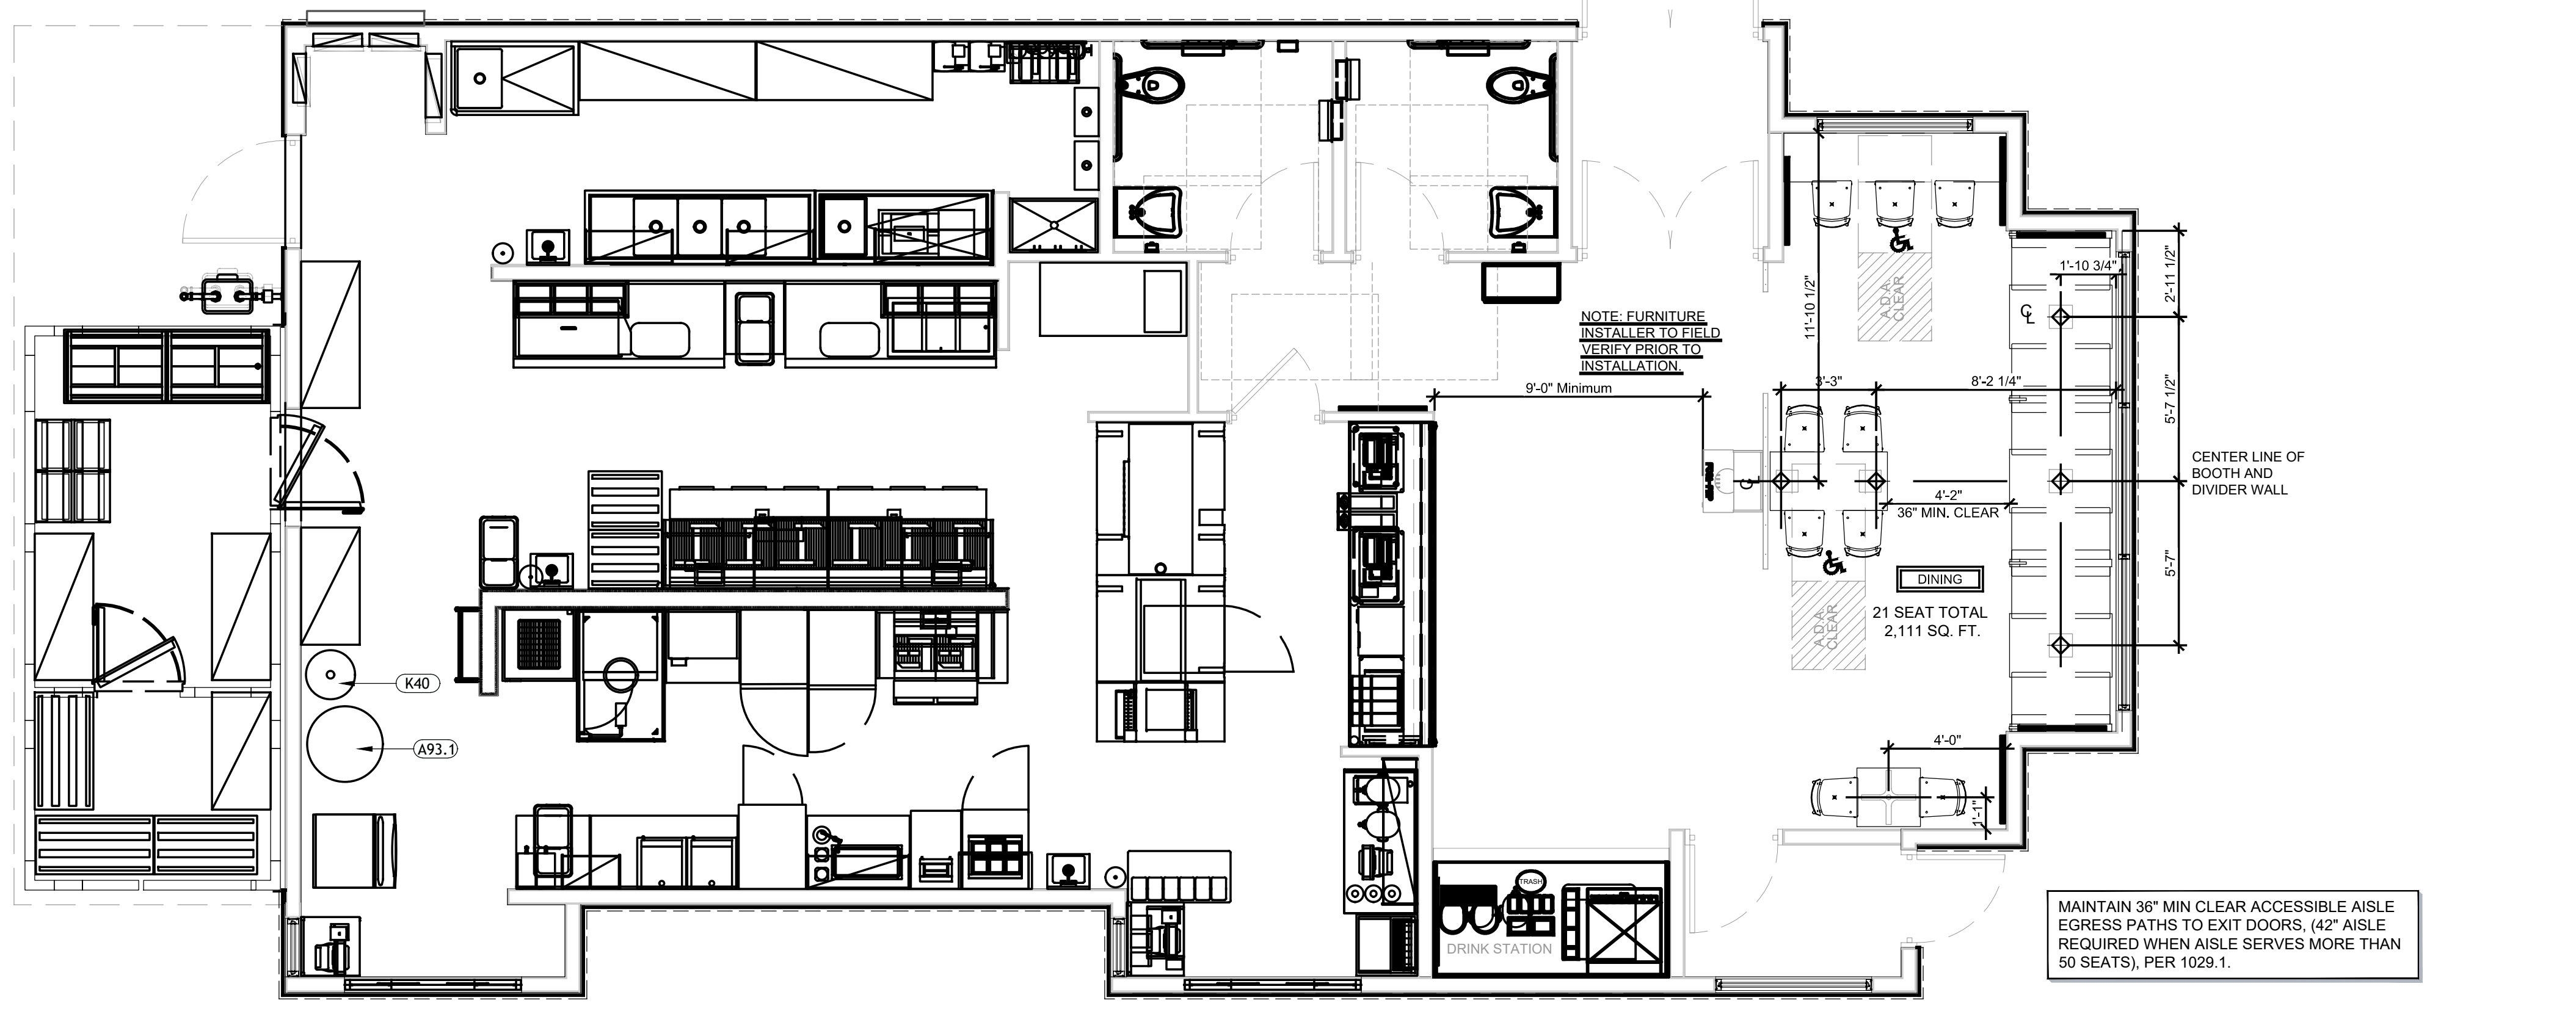 NOTE: FURNITURE
INSTALLER TO FIELD
VERIFY PRIOR TO
INSTALLATION.
9'-0" Minimum
11'-10 1/2"
3'-3"
8'-2 1/4"
1'-10 3/4"
2'-11 1/2"
5'-7 1/2"
5'-7"
A.D.A.
CLEAR
CENTER LINE OF
BOOTH AND
DIVIDER WALL
4'-2"
36" MIN. CLEAR
DINING
21 SEAT TOTAL
2,111 SQ. FT.
A.D.A.
CLEAR
4'-0"
1'-1"
K40
A93.1
TRASH
DRINK STATION
MAINTAIN 36" MIN CLEAR ACCESSIBLE AISLE
EGRESS PATHS TO EXIT DOORS, (42" AISLE
REQUIRED WHEN AISLE SERVES MORE THAN
50 SEATS), PER 1029.1.